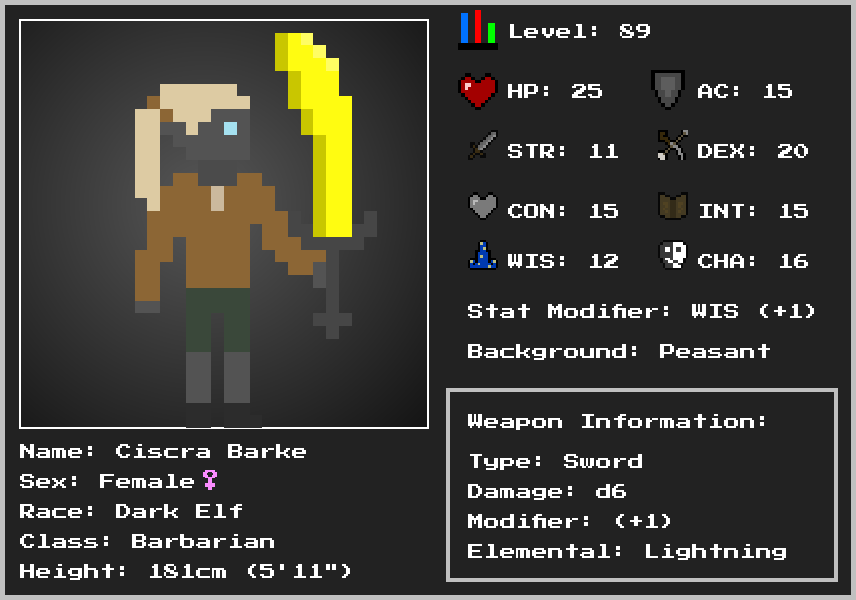 Level: 89
HP: 25 AC: 15
STR: 11 DEX: 20
CON: 15 INT: 15
WIS: 12 CHA: 16
Stat Modifier: WIS (+1)
Background: Peasant
Weapon Information:
Type: Sword
Damage: d6
Modifier: (+1)
Elemental: Lightning
Name: Ciscra Barke
Sex: Female♀
Race: Dark Elf
Class: Barbarian
Height: 181cm (5'11")